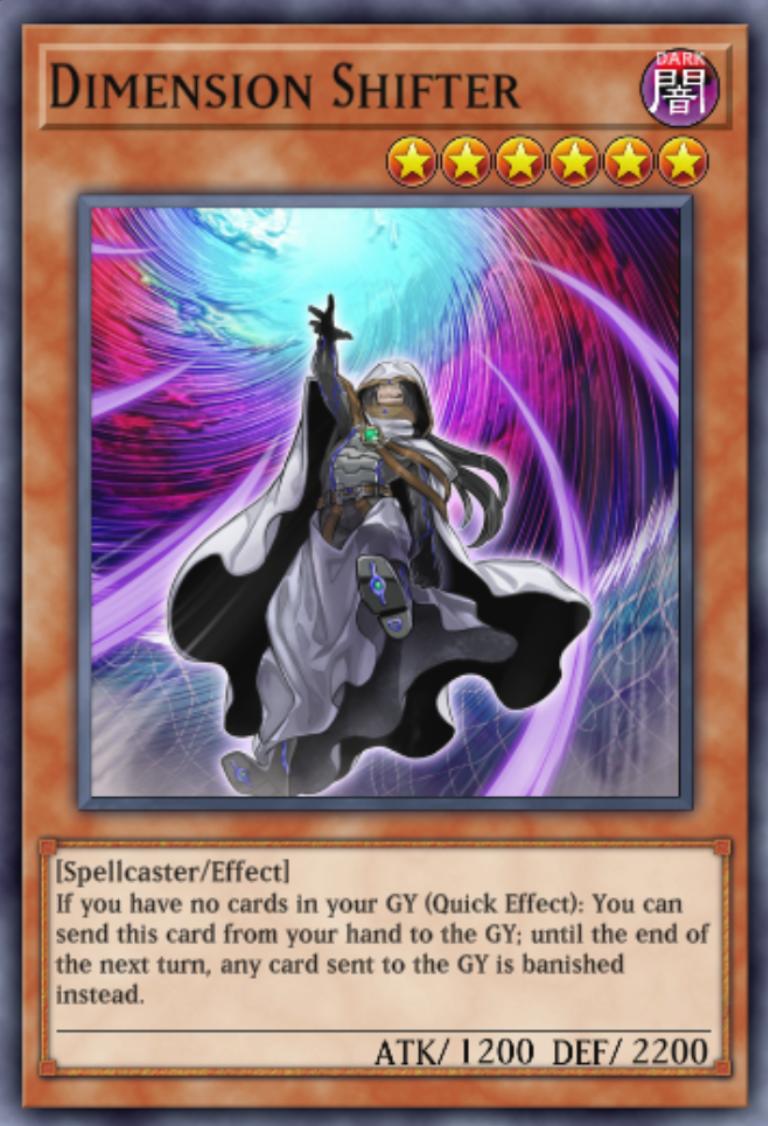 Dimension Shifter
DARK
闇
[Spellcaster/Effect]
If you have no cards in your GY (Quick Effect): You can
send this card from your hand to the GY; until the end of
the next turn, any card sent to the GY is banished
instead.
ATK/ 1200 DEF/ 2200